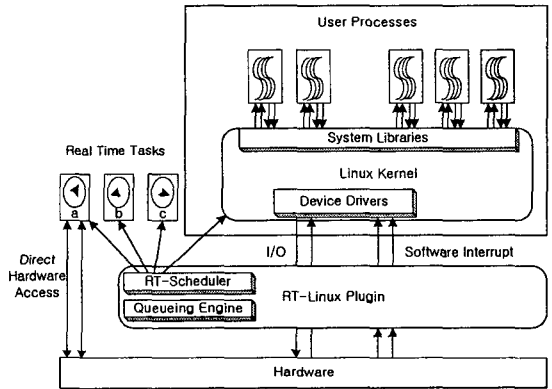 User Processes
System Libraries
Real Time Tasks
Linux Kernel
Device Drivers
a b c
I/O
Software Interrupt
Direct
Hardware
Access
RT-Scheduler
RT-Linux Plugin
Queueing Engine
Hardware